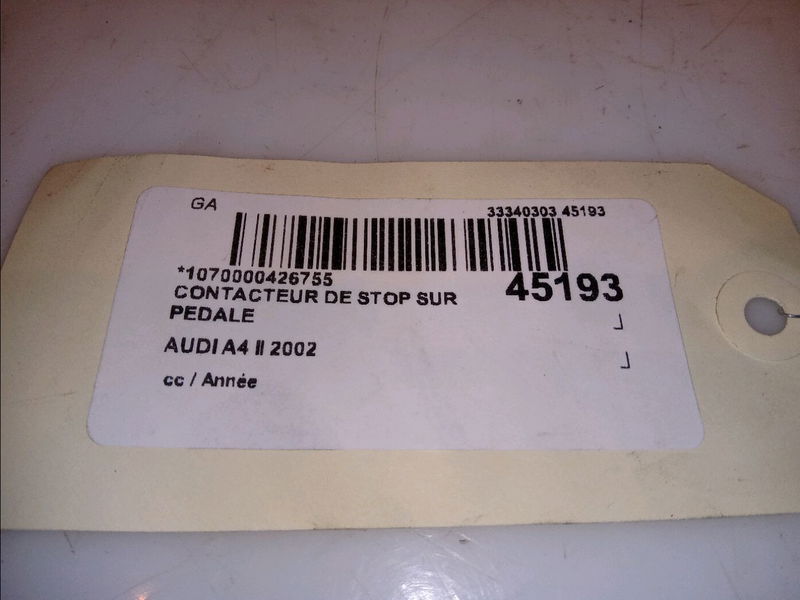 GA
33340303 45193
*1070000426755
45193
CONTACTEUR DE STOP SUR
PEDALE
AUDI A4 II 2002
cc / Année